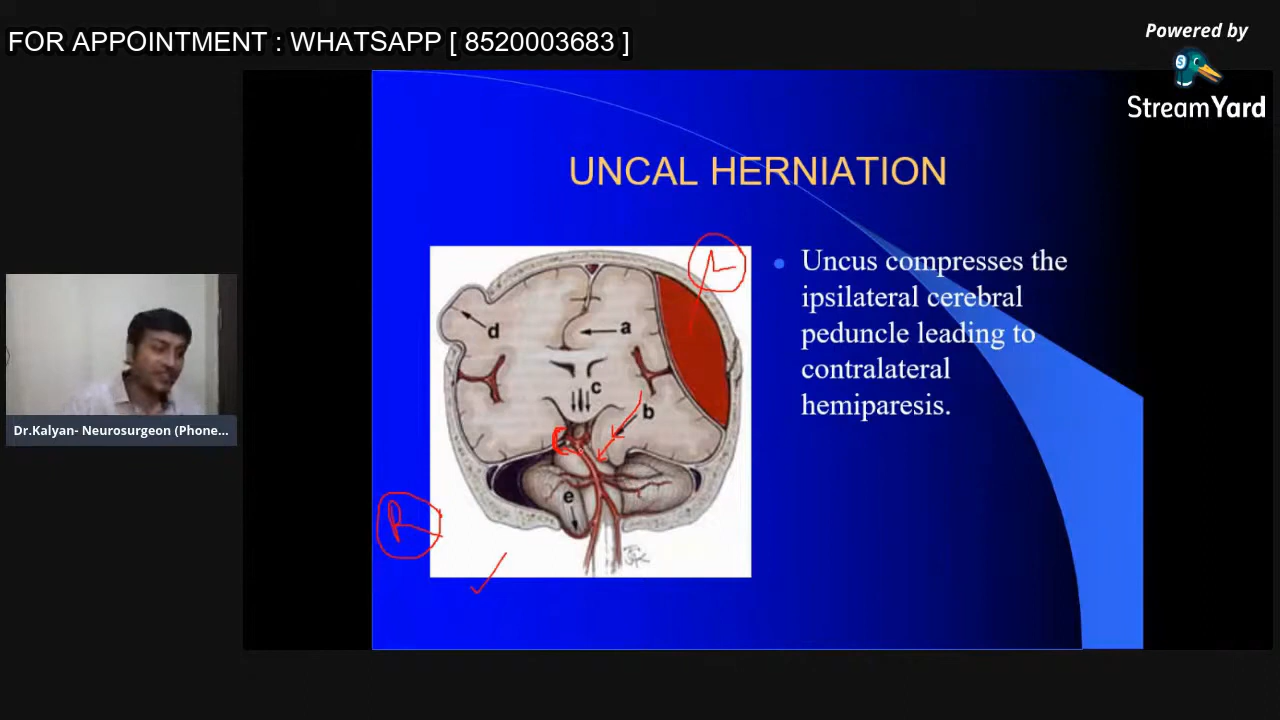 FOR APPOINTMENT : WHATSAPP [ 8520003683 ]
Powered by
StreamYard
UNCAL HERNIATION
Uncus compresses the
ipsilateral cerebral
peduncle leading to
contralateral
hemiparesis.
L
d
a
c
b
e
R
Dr.Kalyan- Neurosurgeon (Phone...